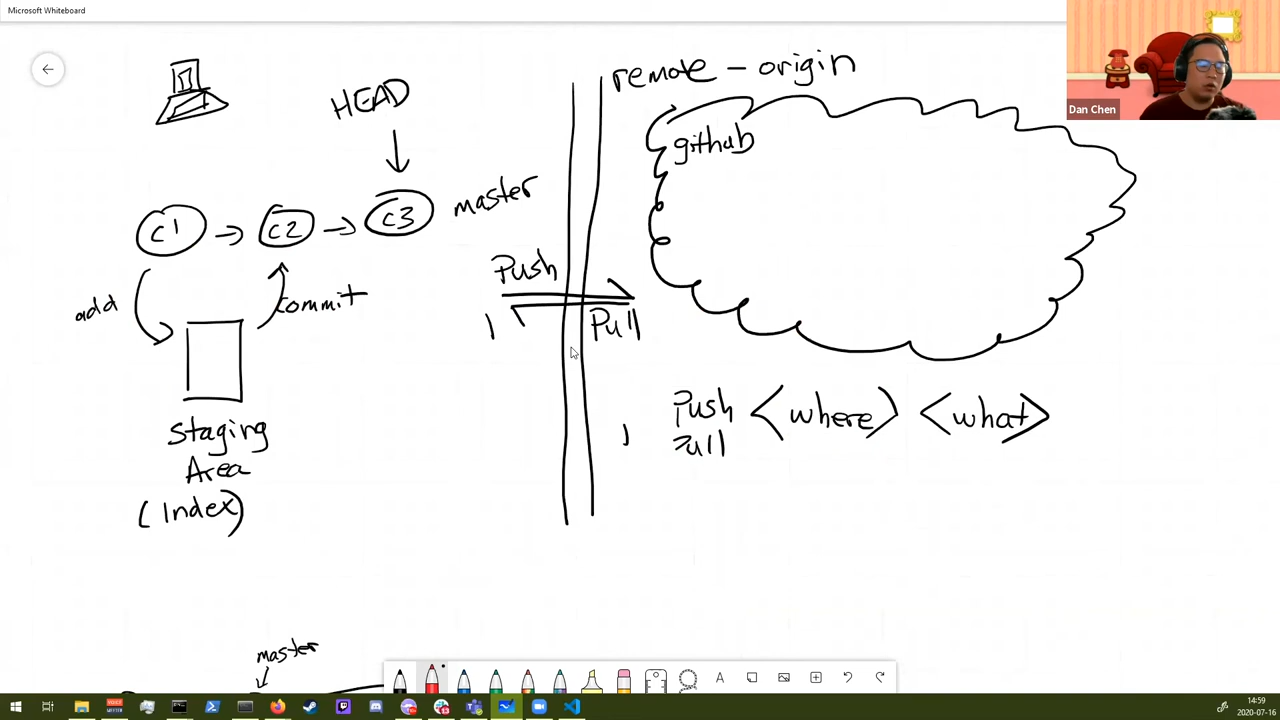 Microsoft Whiteboard
Dan Chen
HEAD
remote - origin
github
c1 → c2 → c3 master
add
commit
Push
Pull
Staging
Area
(Index)
Push <where> <what>
Pull
master
A
14:59
2020-07-16